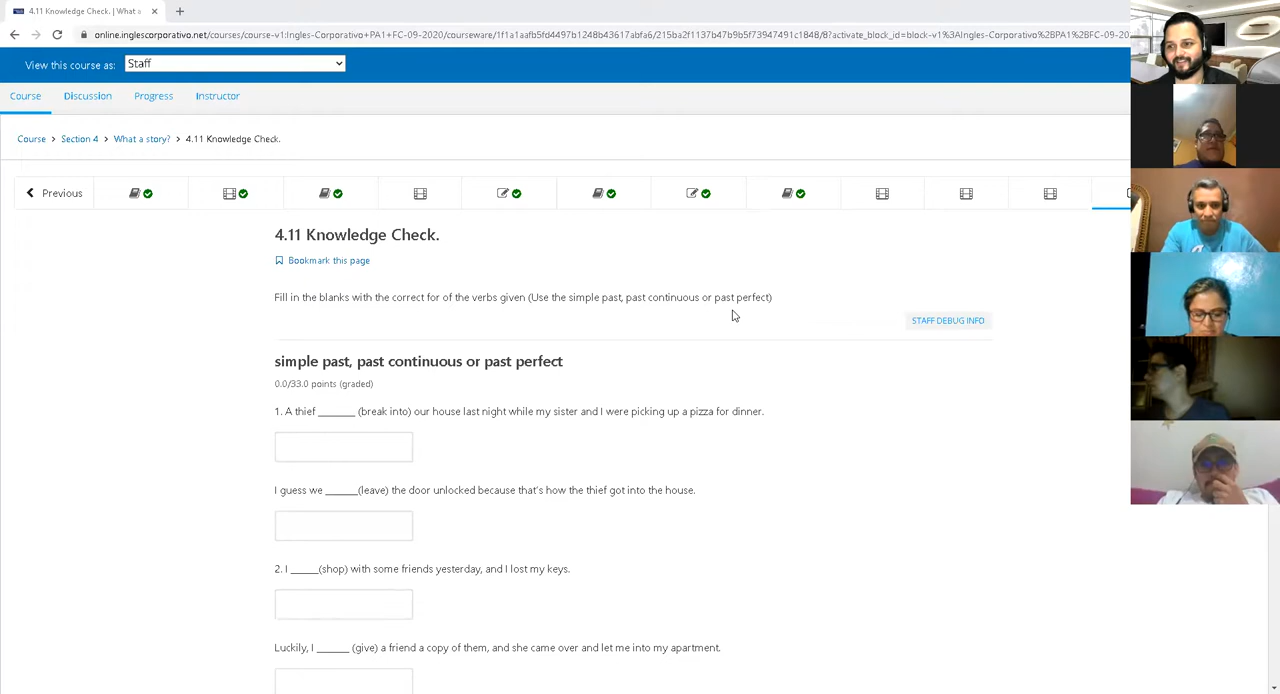 4.11 Knowledge Check. | What a
online.inglescorporativo.net/courses/course-v1:Ingles-Corporativo+PA1+FC-09-2020/courseware/1f1a1aafb5fd4497b1248b43617abfa6/215ba2f1137b47b9b5f73947491c1848/8?activate_block_id=block-v1%3AIngles-Corporativo%2BPA1%2BFC-09-20
View this course as:
Staff
Course
Discussion
Progress
Instructor
Course > Section 4 > What a story? > 4.11 Knowledge Check.
Previous
4.11 Knowledge Check.
Bookmark this page
Fill in the blanks with the correct for of the verbs given (Use the simple past, past continuous or past perfect)
STAFF DEBUG INFO
simple past, past continuous or past perfect
0.0/33.0 points (graded)
1. A thief _______ (break into) our house last night while my sister and I were picking up a pizza for dinner.
I guess we ______(leave) the door unlocked because that's how the thief got into the house.
2. I _____(shop) with some friends yesterday, and I lost my keys.
Luckily, I ______ (give) a friend a copy of them, and she came over and let me into my apartment.